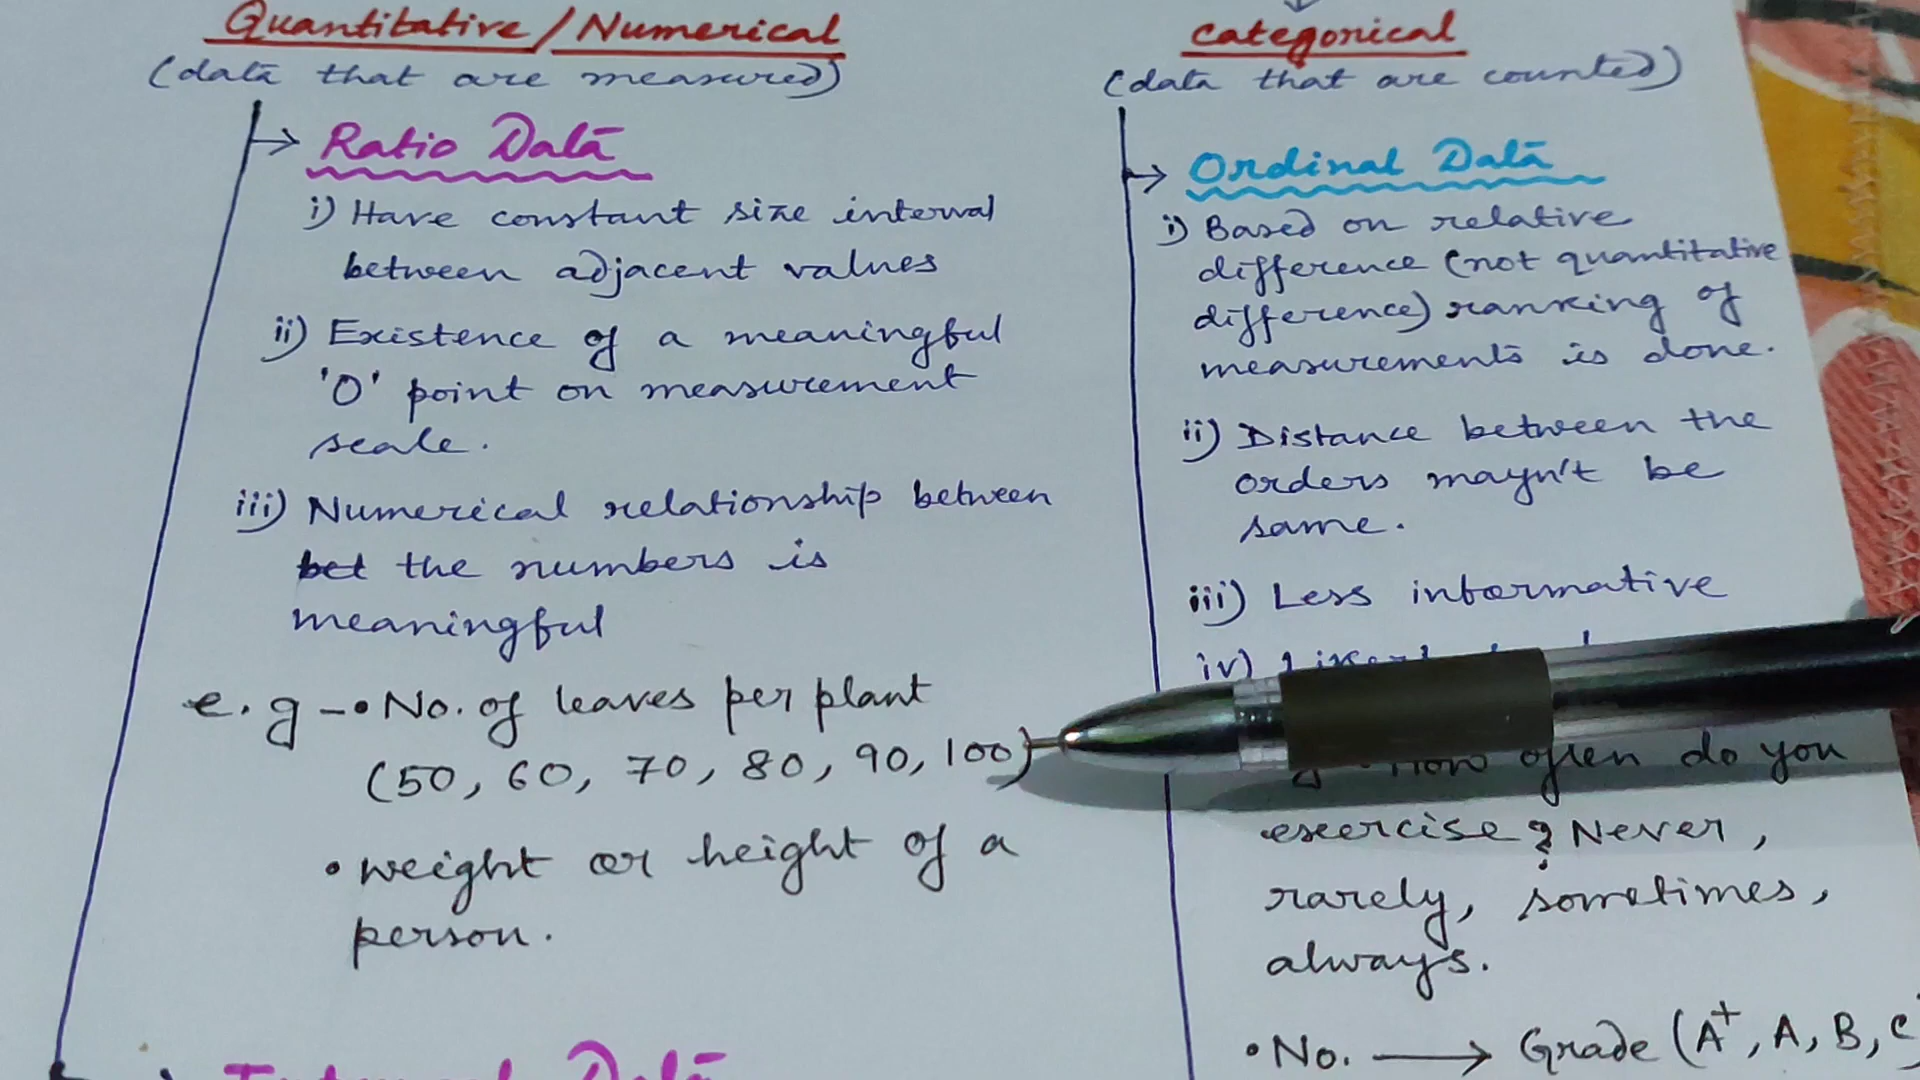 Quantitative/Numerical
(data that are measured)
Ratio Data
i) Have constant size interval
between adjacent values
ii) Existence of a meaningful
'0' point on measurement
scale.
iii) Numerical relationship between
bet the numbers is
meaningful
e.g - • No. of leaves per plant
(50, 60, 70, 80, 90, 100)
• weight or height of a
person.
Categorical
(data that are counted)
Ordinal Data
i) Based on relative
difference (not quantitative
difference) ranking of
measurements is done.
ii) Distance between the
orders mayn't be
same.
iii) Less informative
iv)
How often do you
exercise? Never,
rarely, sometimes,
always.
• No. → Grade (A+, A, B, C